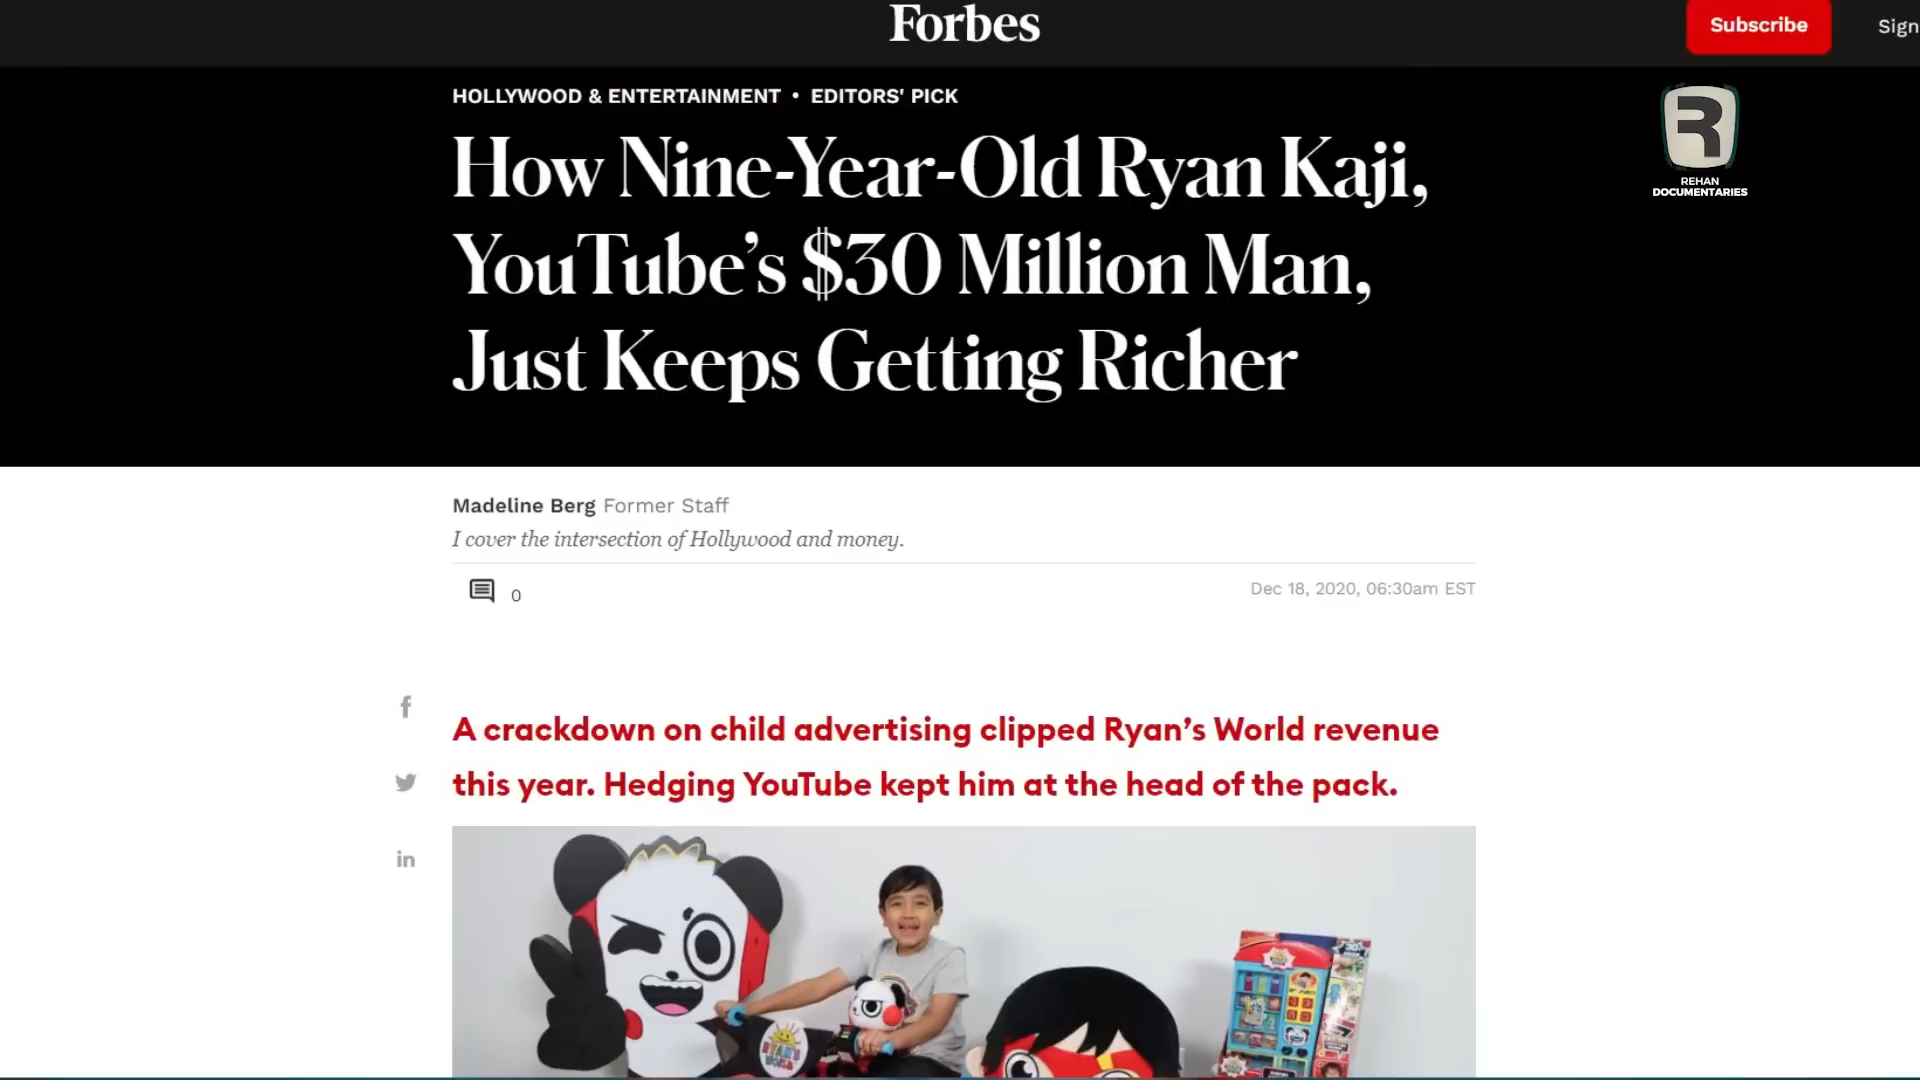 Forbes
Subscribe
Sign
HOLLYWOOD & ENTERTAINMENT • EDITORS' PICK
REHAN
DOCUMENTARIES
How Nine-Year-Old Ryan Kaji,
YouTube's $30 Million Man,
Just Keeps Getting Richer
Madeline Berg Former Staff
I cover the intersection of Hollywood and money.
0
Dec 18, 2020, 06:30am EST
A crackdown on child advertising clipped Ryan's World revenue
this year. Hedging YouTube kept him at the head of the pack.
RYAN'S
WORLD